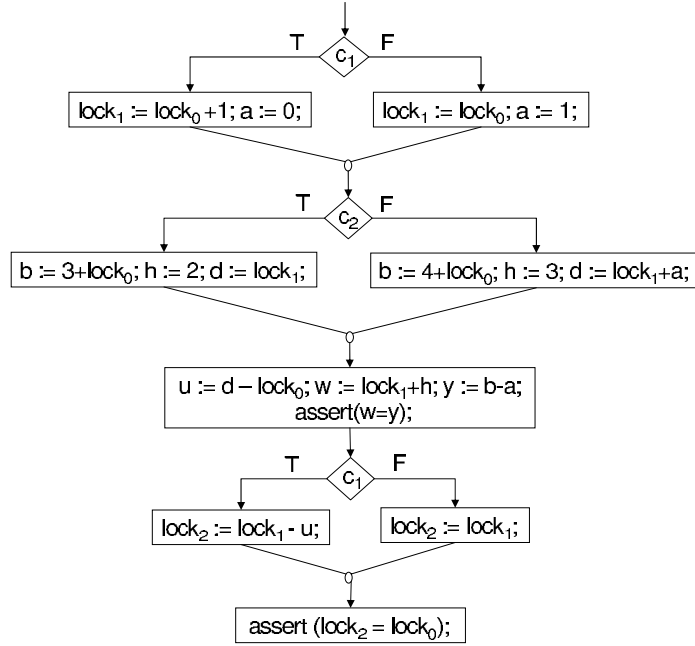 c₁
T F
lock₁ := lock₀ +1; a := 0;
lock₁ := lock₀; a := 1;
T F
c₂
b := 3+lock₀; h := 2; d := lock₁;
b := 4+lock₀; h := 3; d := lock₁+a;
u := d – lock₀; w := lock₁+h; y := b-a;
assert(w=y);
T F
c₁
lock₂ := lock₁ - u;
lock₂ := lock₁;
assert (lock₂ = lock₀);